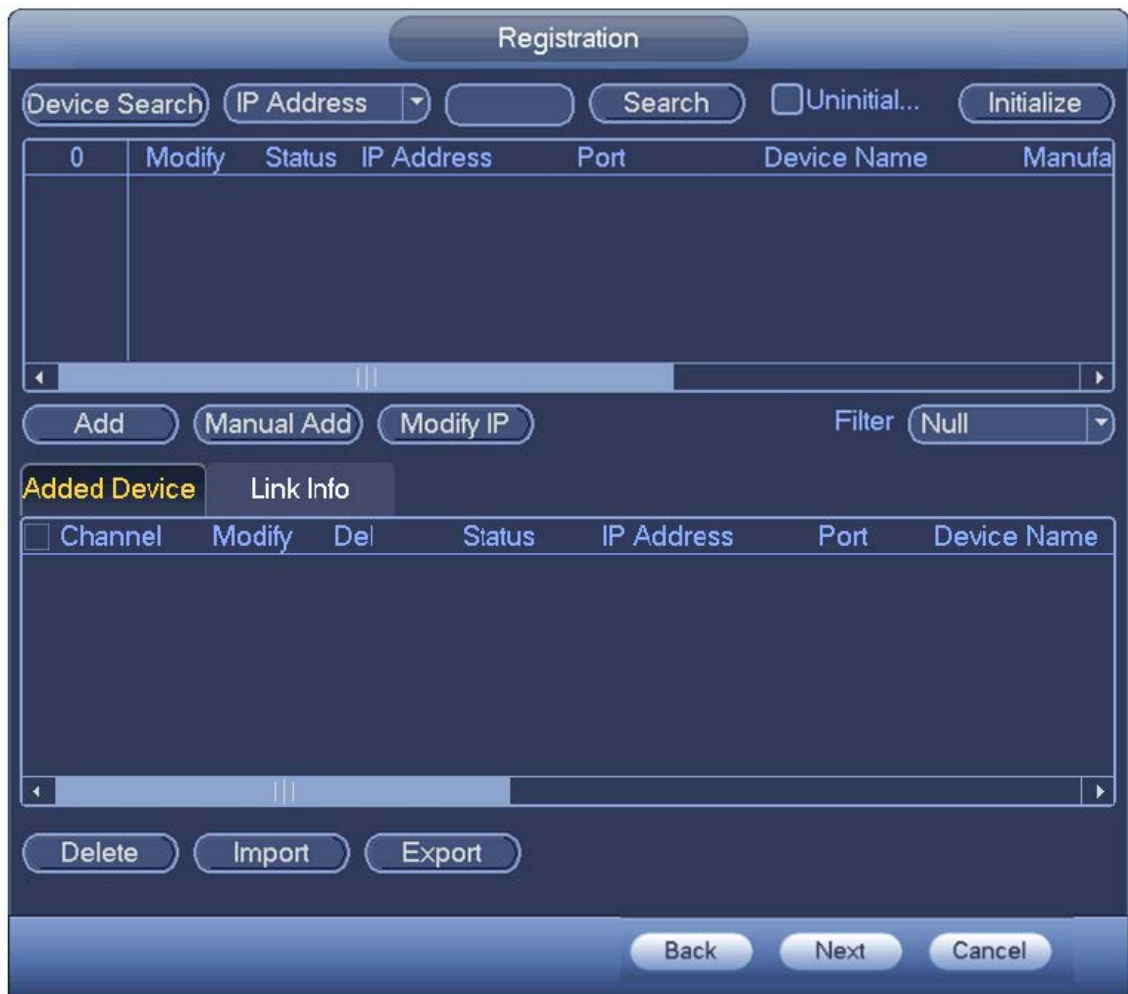 Registration
Device Search IP Address Search Uninitial... Initialize
0 Modify Status IP Address Port Device Name Manufa
Add Manual Add Modify IP Filter Null
Added Device Link Info
Channel Modify Del Status IP Address Port Device Name
Delete Import Export
Back Next Cancel